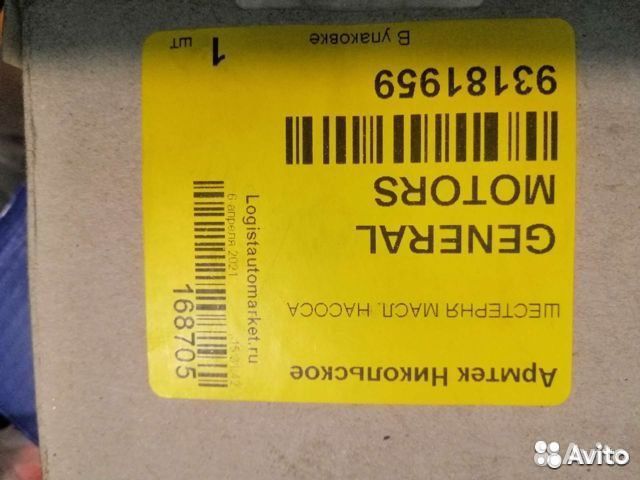 Армтек Никольское
ШЕСТЕРНЯ МАСЛ. НАСОСА
GENERAL
MOTORS
93181959
В упаковке
1 шт
Logistautomarket.ru
6 апреля 2021
168705
Avito